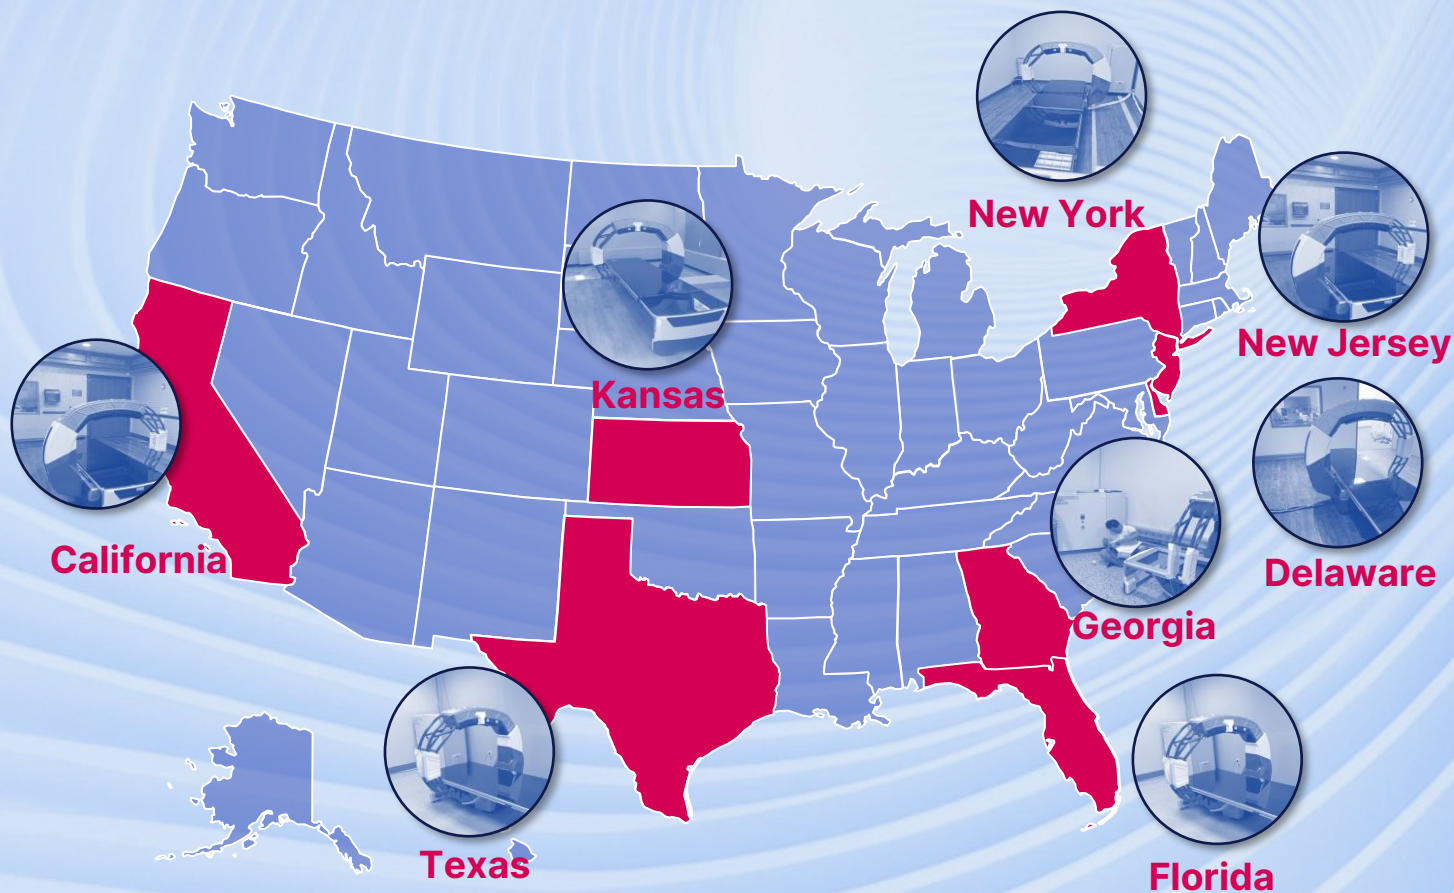 New York
New Jersey
Kansas
California
Delaware
Georgia
Texas
Florida